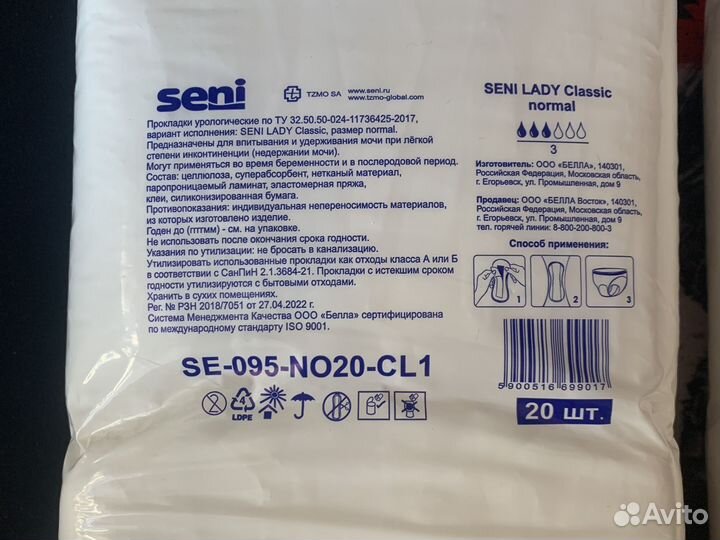 seni
TZMO SA
www.seni.ru
www.tzmo-global.com
Прокладки урологические по ТУ 32.50.50-024-11736425-2017,
вариант исполнения: SENI LADY Classic, размер normal.
Предназначены для впитывания и удерживания мочи при лёгкой
степени инконтиненции (недержании мочи).
Могут применяться во время беременности и в послеродовой период.
Состав: целлюлоза, суперабсорбент, нетканый материал,
паропроницаемый ламинат, эластомерная пряжа,
клеи, силиконизированная бумага.
Противопоказания: индивидуальная непереносимость материалов,
из которых изготовлено изделие.
Годен до (ггггмм) - см. на упаковке.
Не использовать после окончания срока годности.
Указания по утилизации: не бросать в канализацию.
Утилизировать использованные прокладки как отходы класса А или Б
в соответствии с СанПиН 2.1.3684-21. Прокладки с истекшим сроком
годности утилизируются с бытовыми отходами.
Хранить в сухих помещениях.
Рег. № РЗН 2018/7051 от 27.04.2022 г.
Система Менеджмента Качества ООО «Белла» сертифицирована
по международному стандарту ISO 9001.
SE-095-NO20-CL1
2
4
LDPE
SENI LADY Classic
normal
3
Изготовитель: ООО «БЕЛЛА», 140301,
Российская Федерация, Московская область,
г. Егорьевск, ул. Промышленная, дом 9
Продавец: ООО «БЕЛЛА Восток», 140301,
Российская Федерация, Московская область,
г. Егорьевск, ул. Промышленная, дом 9
тел. горячей линии: 8-800-200-800-3
Способ применения:
1
2
3
5900516699017
20 шт.
Avito